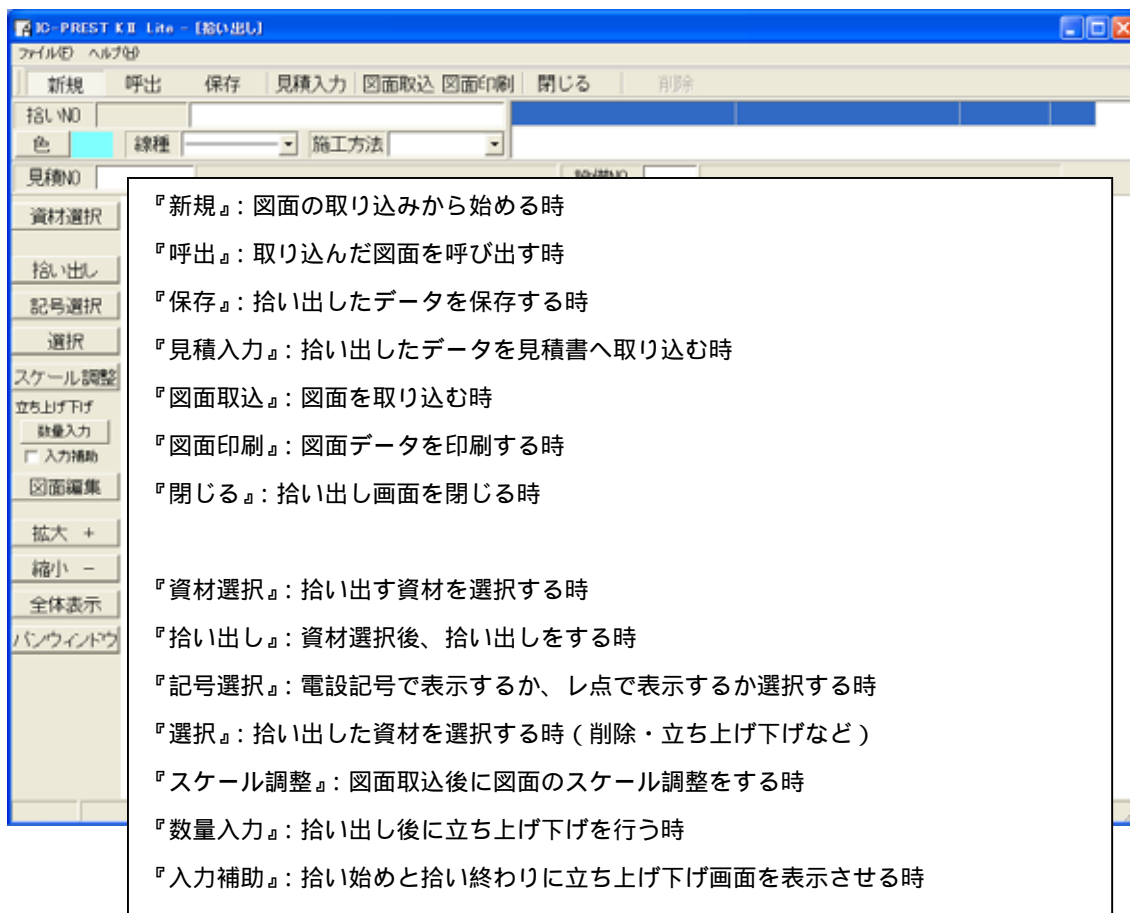 IC-PREST KⅡ Lite - [拾い出し]
ファイル(F) ヘルプ(H)
新規 呼出 保存 見積入力 図面取込 図面印刷 閉じる 削除
拾いNO
色 線種 施工方法
見積NO
資材選択
拾い出し
記号選択
選択
スケール調整
立ち上げ下げ
数量入力
入力補助
図面編集
拡大 +
縮小 -
全体表示
パンウィンドウ
『新規』:図面の取り込みから始める時
『呼出』:取り込んだ図面を呼び出す時
『保存』:拾い出したデータを保存する時
『見積入力』:拾い出したデータを見積書へ取り込む時
『図面取込』:図面を取り込む時
『図面印刷』:図面データを印刷する時
『閉じる』:拾い出し画面を閉じる時
『資材選択』:拾い出す資材を選択する時
『拾い出し』:資材選択後、拾い出しをする時
『記号選択』:電設記号で表示するか、レ点で表示するか選択する時
『選択』:拾い出した資材を選択する時(削除・立ち上げ下げなど)
『スケール調整』:図面取込後に図面のスケール調整をする時
『数量入力』:拾い出し後に立ち上げ下げを行う時
『入力補助』:拾い始めと拾い終わりに立ち上げ下げ画面を表示させる時